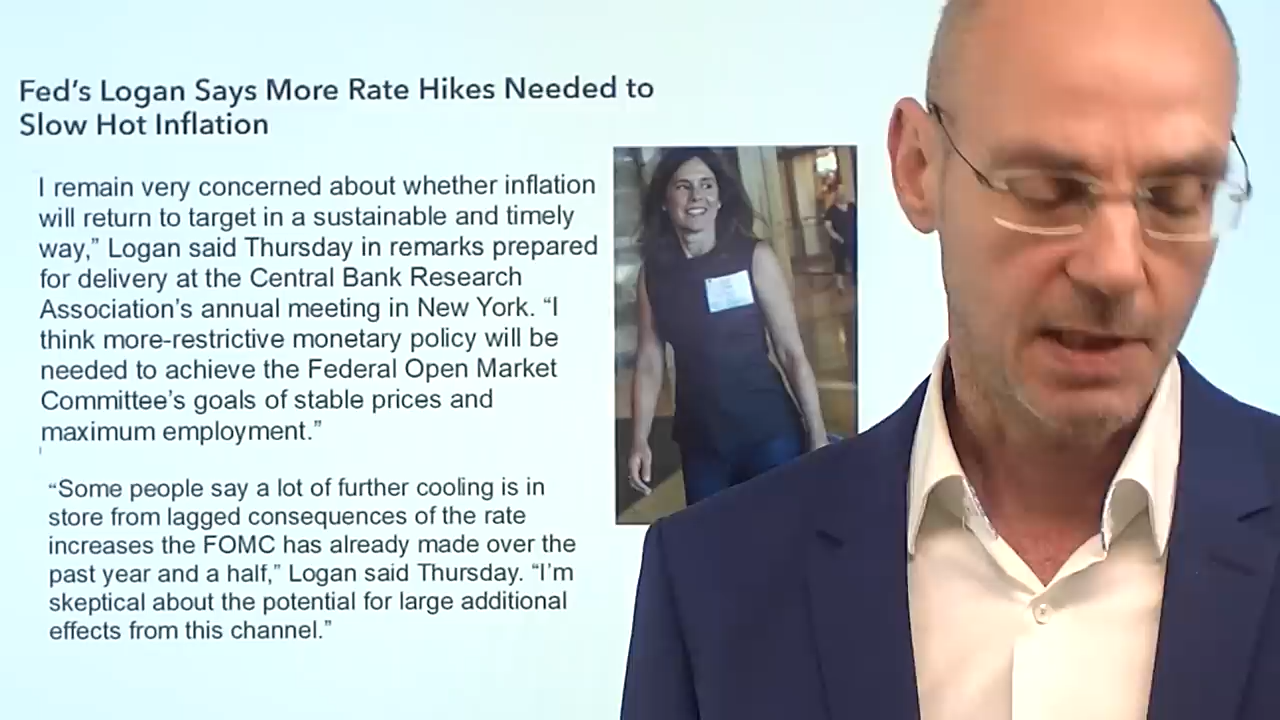 Fed's Logan Says More Rate Hikes Needed to
Slow Hot Inflation
I remain very concerned about whether inflation
will return to target in a sustainable and timely
way,” Logan said Thursday in remarks prepared
for delivery at the Central Bank Research
Association’s annual meeting in New York. “I
think more-restrictive monetary policy will be
needed to achieve the Federal Open Market
Committee’s goals of stable prices and
maximum employment.”
“Some people say a lot of further cooling is in
store from lagged consequences of the rate
increases the FOMC has already made over the
past year and a half,” Logan said Thursday. “I’m
skeptical about the potential for large additional
effects from this channel.”